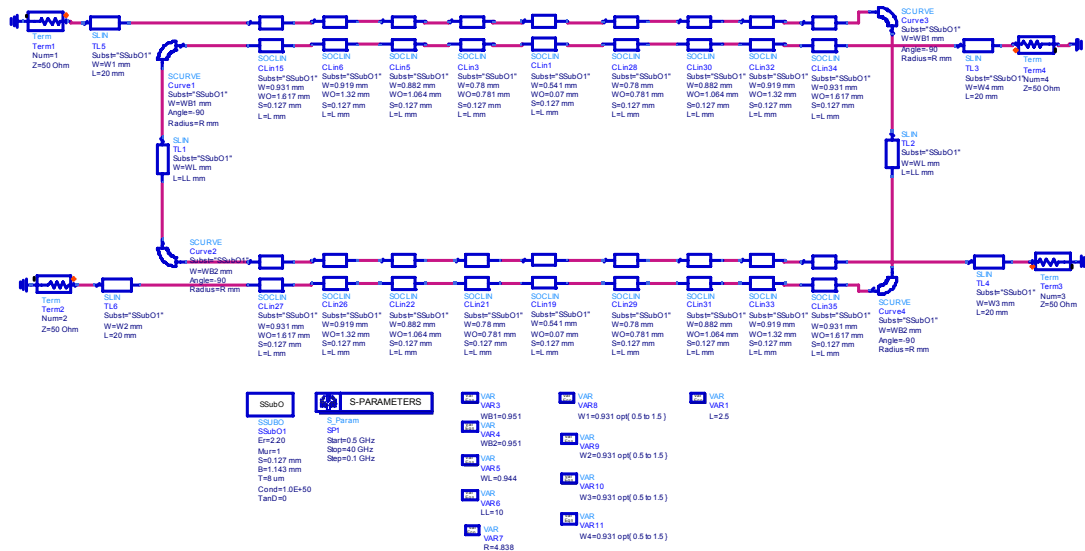 Term
Term1
Num=1
Z=50 Ohm
SLIN
TL5
Subst="SSubO1"
W=W1 mm
L=20 mm
SCURVE
Curve3
Subst="SSubO1"
W=WB1 mm
Angle=-90
Radius=R mm
SCURVE
Curve1
Subst="SSubO1"
W=WB1 mm
Angle=-90
Radius=R mm
SOCLIN
CLin15
Subst="SSubO1"
W=0.931 mm
WO=1.617 mm
S=0.127 mm
L=L mm
SOCLIN
CLin6
Subst="SSubO1"
W=0.919 mm
WO=1.32 mm
S=0.127 mm
L=L mm
SOCLIN
CLin5
Subst="SSubO1"
W=0.882 mm
WO=1.064 mm
S=0.127 mm
L=L mm
SOCLIN
CLin3
Subst="SSubO1"
W=0.78 mm
WO=0.781 mm
S=0.127 mm
L=L mm
SOCLIN
CLin1
Subst="SSubO1"
W=0.541 mm
WO=0.07 mm
S=0.127 mm
L=L mm
SOCLIN
CLin28
Subst="SSubO1"
W=0.78 mm
WO=0.781 mm
S=0.127 mm
L=L mm
SOCLIN
CLin30
Subst="SSubO1"
W=0.882 mm
WO=1.064 mm
S=0.127 mm
L=L mm
SOCLIN
CLin32
Subst="SSubO1"
W=0.919 mm
WO=1.32 mm
S=0.127 mm
L=L mm
SOCLIN
CLin34
Subst="SSubO1"
W=0.931 mm
WO=1.617 mm
S=0.127 mm
L=L mm
SLIN
TL3
Subst="SSubO1"
W=W4 mm
L=20 mm
Term
Term4
Num=4
Z=50 Ohm
SLIN
TL1
Subst="SSubO1"
W=WL mm
L=LL mm
SLIN
TL2
Subst="SSubO1"
W=WL mm
L=LL mm
SCURVE
Curve2
Subst="SSubO1"
W=WB2 mm
Angle=-90
Radius=R mm
Term
Term2
Num=2
Z=50 Ohm
SLIN
TL6
Subst="SSubO1"
W=W2 mm
L=20 mm
SOCLIN
CLin27
Subst="SSubO1"
W=0.931 mm
WO=1.617 mm
S=0.127 mm
L=L mm
SOCLIN
CLin26
Subst="SSubO1"
W=0.919 mm
WO=1.32 mm
S=0.127 mm
L=L mm
SOCLIN
CLin22
Subst="SSubO1"
W=0.882 mm
WO=1.064 mm
S=0.127 mm
L=L mm
SOCLIN
CLin21
Subst="SSubO1"
W=0.78 mm
WO=0.781 mm
S=0.127 mm
L=L mm
SOCLIN
CLin19
Subst="SSubO1"
W=0.541 mm
WO=0.07 mm
S=0.127 mm
L=L mm
SOCLIN
CLin29
Subst="SSubO1"
W=0.78 mm
WO=0.781 mm
S=0.127 mm
L=L mm
SOCLIN
CLin31
Subst="SSubO1"
W=0.882 mm
WO=1.064 mm
S=0.127 mm
L=L mm
SOCLIN
CLin33
Subst="SSubO1"
W=0.919 mm
WO=1.32 mm
S=0.127 mm
L=L mm
SOCLIN
CLin35
Subst="SSubO1"
W=0.931 mm
WO=1.617 mm
S=0.127 mm
L=L mm
SCURVE
Curve4
Subst="SSubO1"
W=WB2 mm
Angle=-90
Radius=R mm
SLIN
TL4
Subst="SSubO1"
W=W3 mm
L=20 mm
Term
Term3
Num=3
Z=50 Ohm
SSubO
SSUBO
SSubO1
Er=2.20
Mur=1
S=0.127 mm
B=1.143 mm
T=8 um
Cond=1.0E+50
TanD=0
S-PARAMETERS
S_Param
SP1
Start=0.5 GHz
Stop=40 GHz
Step=0.1 GHz
VAR
VAR3
WB1=0.951
VAR
VAR4
WB2=0.951
VAR
VAR5
WL=0.944
VAR
VAR6
LL=10
VAR
VAR7
R=4.838
VAR
VAR8
W1=0.931 opt{ 0.5 to 1.5 }
VAR
VAR9
W2=0.931 opt{ 0.5 to 1.5 }
VAR
VAR10
W3=0.931 opt{ 0.5 to 1.5 }
VAR
VAR11
W4=0.931 opt{ 0.5 to 1.5 }
VAR
VAR1
L=2.5